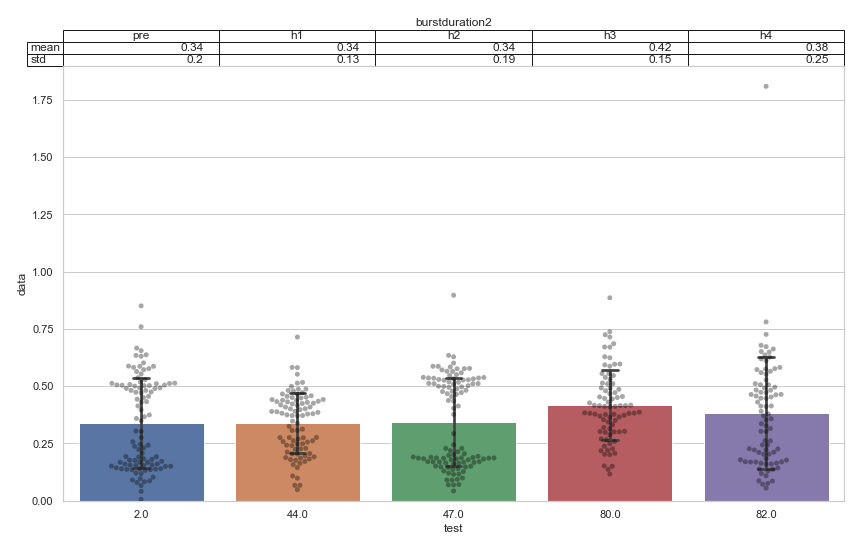 burstduration2
pre h1 h2 h3 h4
mean 0.34 0.34 0.34 0.42 0.38
std 0.2 0.13 0.19 0.15 0.25
1.75
1.50
1.25
1.00
0.75
0.50
0.25
0.00
data
2.0 44.0 47.0 80.0 82.0
test